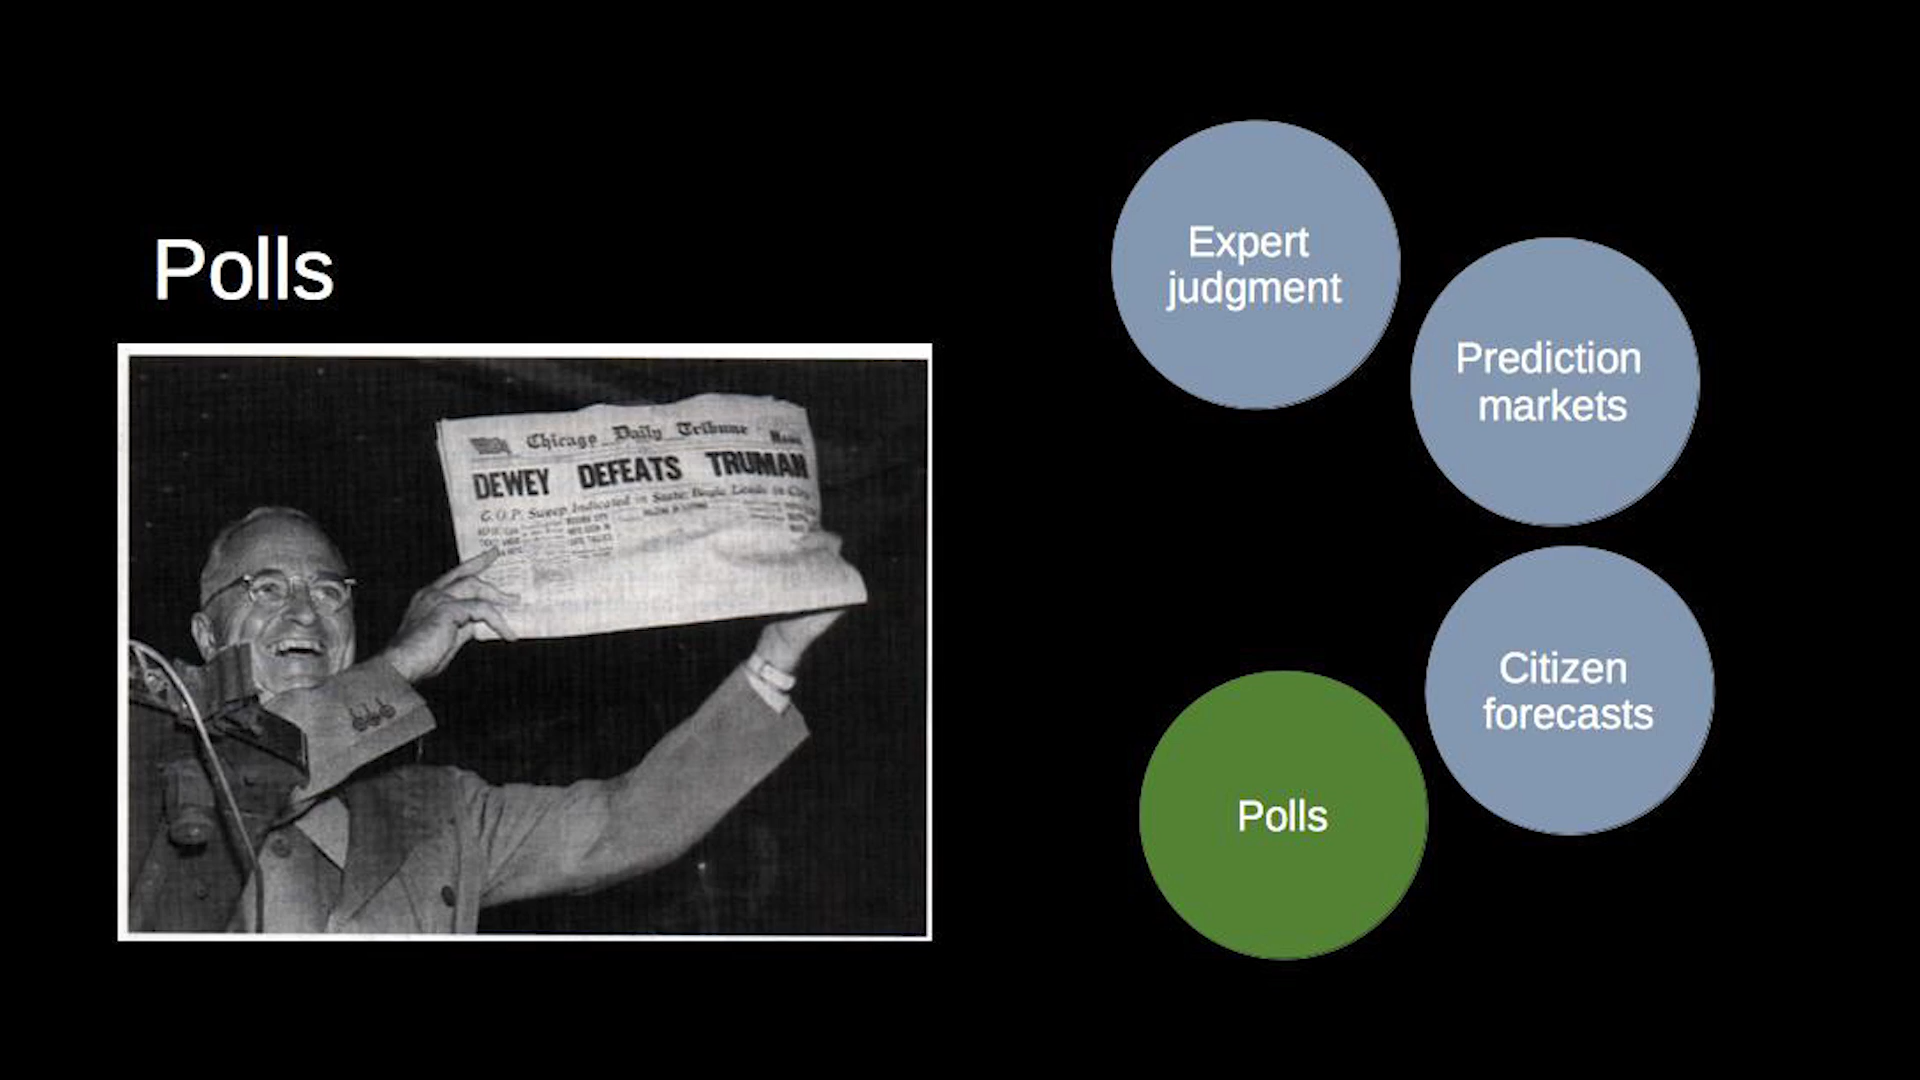 Polls
Chicago Daily Tribune
DEWEY DEFEATS TRUMAN
G.O.P. Sweep Indicated in State; Boyle Leads in City
Expert
judgment
Prediction
markets
Citizen
forecasts
Polls